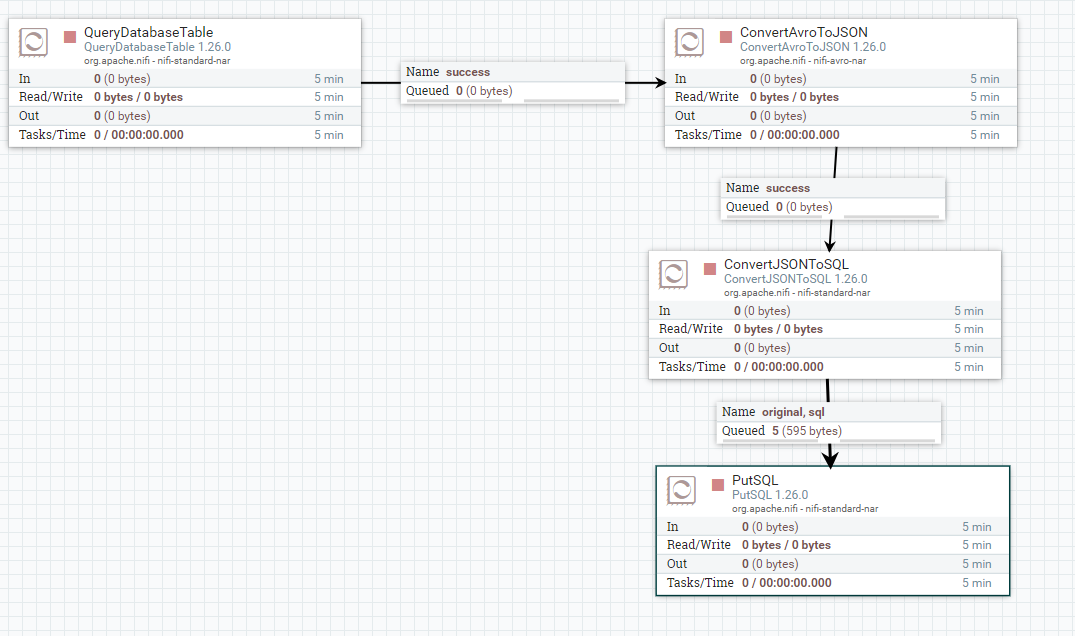 QueryDatabaseTable
QueryDatabaseTable 1.26.0
org.apache.nifi - nifi-standard-nar
In 0 (0 bytes) 5 min
Read/Write 0 bytes / 0 bytes 5 min
Out 0 (0 bytes) 5 min
Tasks/Time 0 / 00:00:00.000 5 min
Name success
Queued 0 (0 bytes)
ConvertAvroToJSON
ConvertAvroToJSON 1.26.0
org.apache.nifi - nifi-avro-nar
In 0 (0 bytes) 5 min
Read/Write 0 bytes / 0 bytes 5 min
Out 0 (0 bytes) 5 min
Tasks/Time 0 / 00:00:00.000 5 min
Name success
Queued 0 (0 bytes)
ConvertJSONToSQL
ConvertJSONToSQL 1.26.0
org.apache.nifi - nifi-standard-nar
In 0 (0 bytes) 5 min
Read/Write 0 bytes / 0 bytes 5 min
Out 0 (0 bytes) 5 min
Tasks/Time 0 / 00:00:00.000 5 min
Name original, sql
Queued 5 (595 bytes)
PutSQL
PutSQL 1.26.0
org.apache.nifi - nifi-standard-nar
In 0 (0 bytes) 5 min
Read/Write 0 bytes / 0 bytes 5 min
Out 0 (0 bytes) 5 min
Tasks/Time 0 / 00:00:00.000 5 min